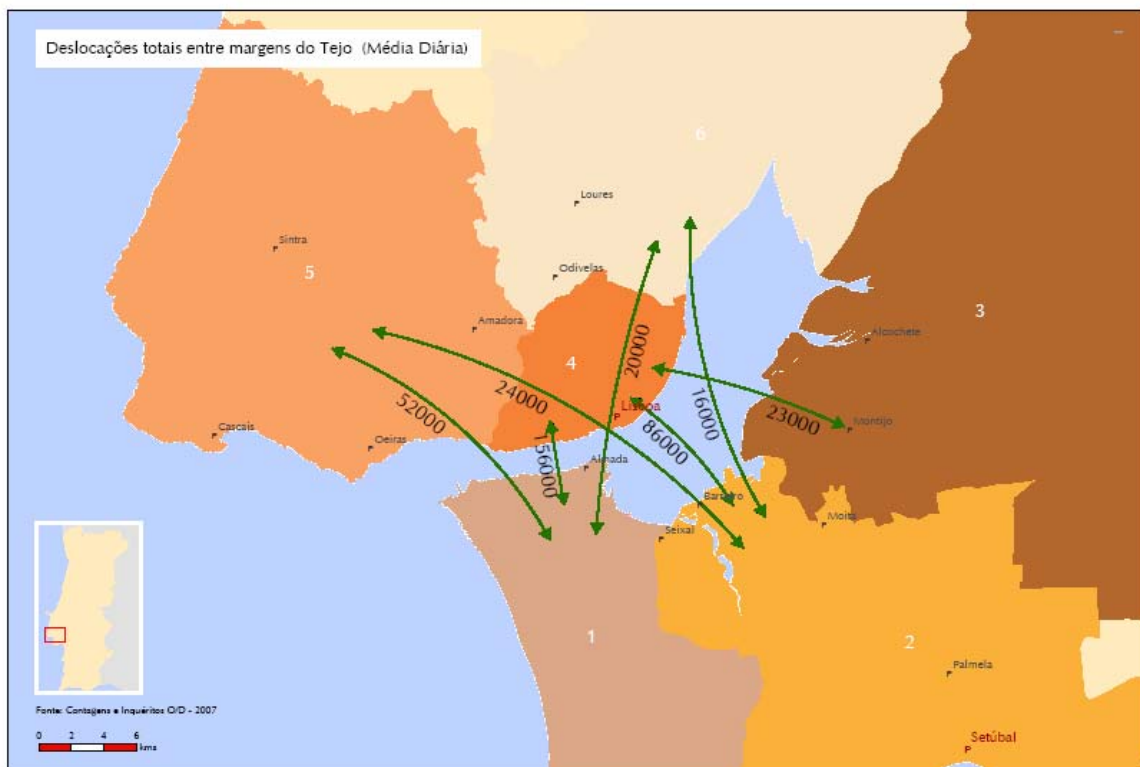 Deslocações totais entre margens do Tejo (Média Diária)
6
Loures
Sintra
5
Odivelas
3
Amadora
Alcochete
4
20000
24000
52000
16000
Lisboa
23000
Montijo
Cascais
Oeiras
156000
86000
Almada
Barreiro
Moita
Seixal
1
2
Palmela
Fonte: Contagens e Inquéritos O/D - 2007
0 2 4 6
kms
Setúbal